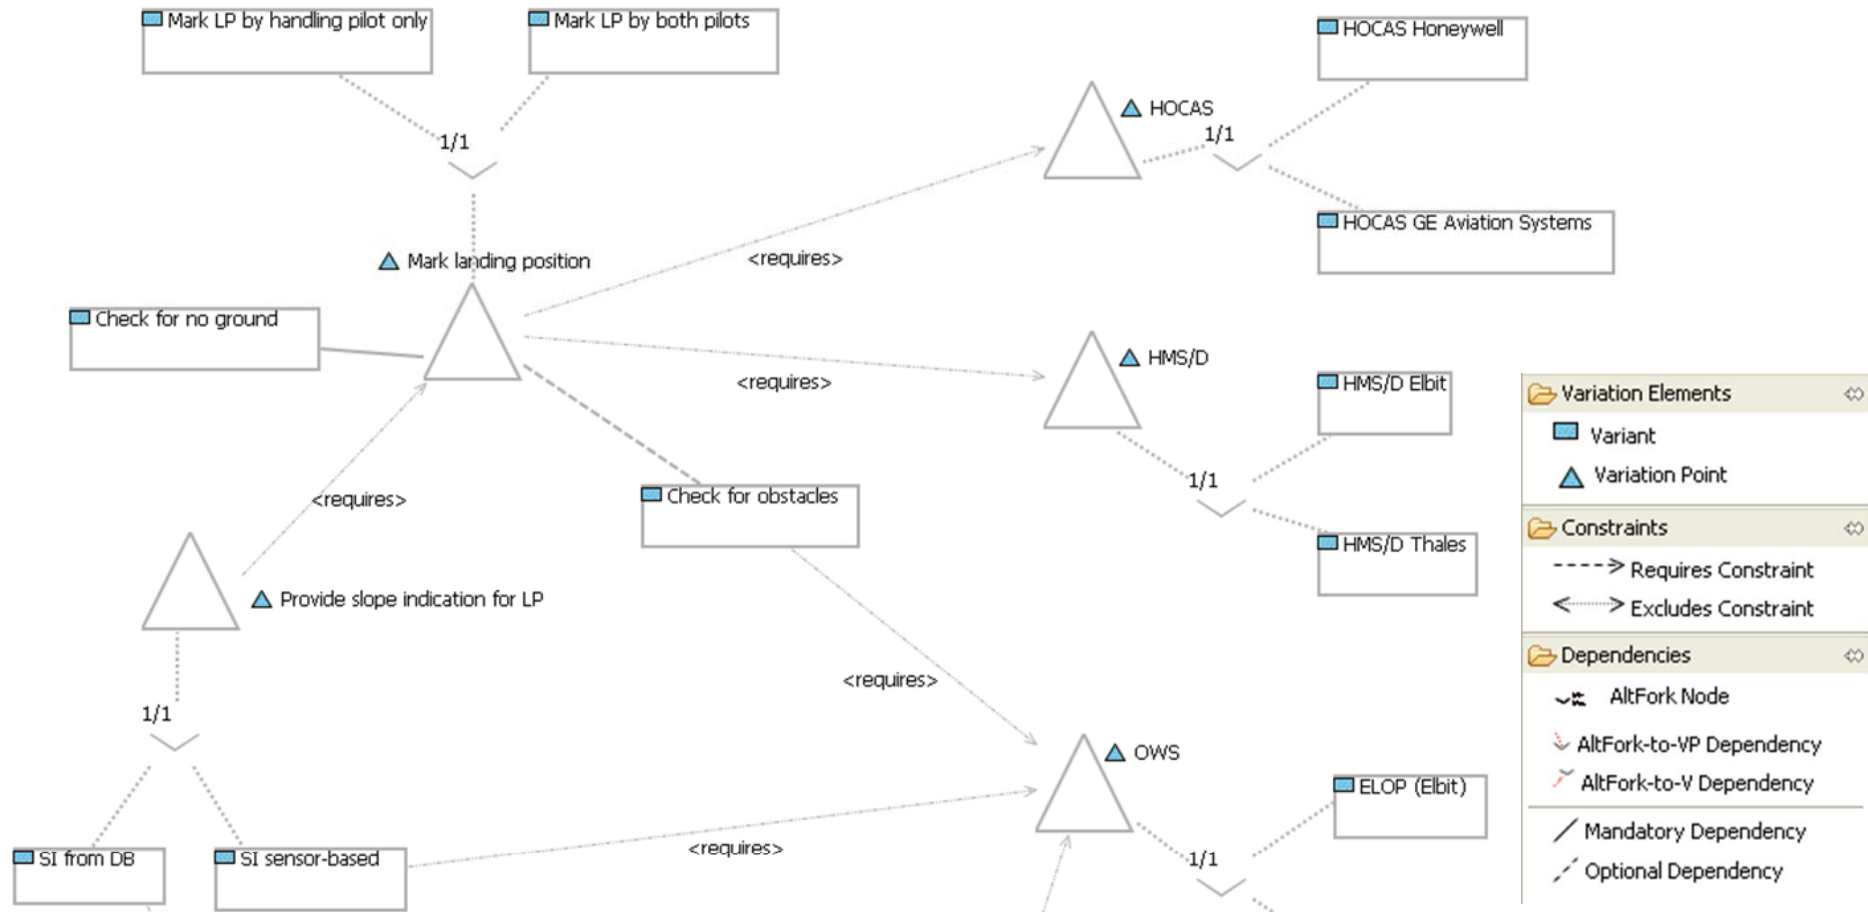 Mark LP by handling pilot only
Mark LP by both pilots
HOCAS Honeywell
HOCAS
1/1
1/1
HOCAS GE Aviation Systems
Mark landing position
<requires>
Check for no ground
HMS/D
<requires>
HMS/D Elbit
Check for obstacles
<requires>
1/1
HMS/D Thales
Provide slope indication for LP
<requires>
1/1
OWS
ELOP (Elbit)
SI from DB
SI sensor-based
<requires>
1/1
Variation Elements
Variant
Variation Point
Constraints
Requires Constraint
Excludes Constraint
Dependencies
AltFork Node
AltFork-to-VP Dependency
AltFork-to-V Dependency
Mandatory Dependency
Optional Dependency